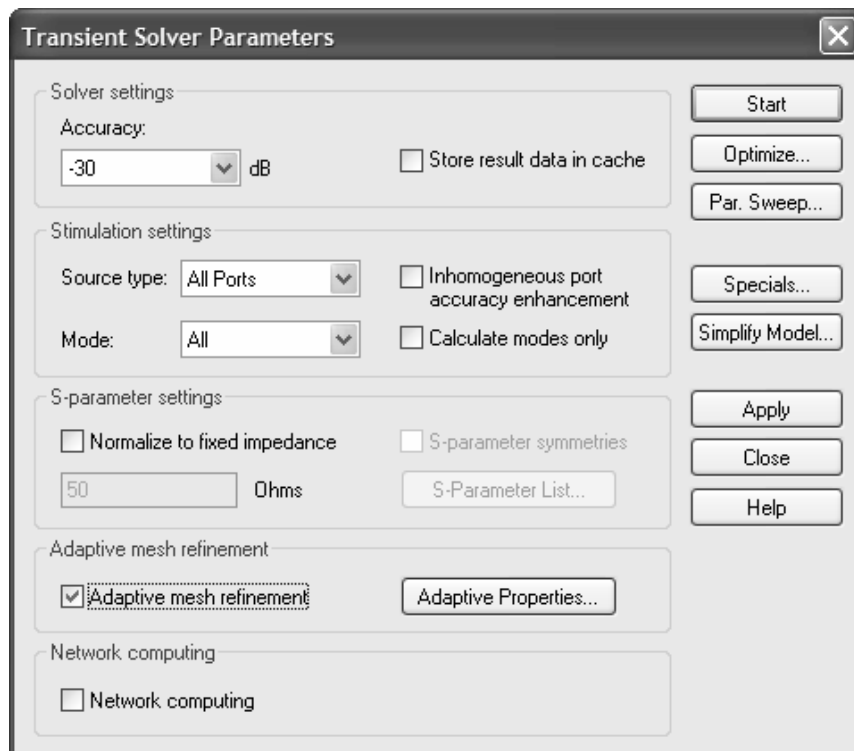 Transient Solver Parameters
Solver settings
Accuracy:
-30 dB
Store result data in cache
Stimulation settings
Source type: All Ports
Inhomogeneous port
accuracy enhancement
Mode: All
Calculate modes only
S-parameter settings
Normalize to fixed impedance
S-parameter symmetries
50 Ohms
S-Parameter List...
Adaptive mesh refinement
Adaptive mesh refinement
Adaptive Properties...
Network computing
Network computing
Start
Optimize...
Par. Sweep...
Specials...
Simplify Model...
Apply
Close
Help